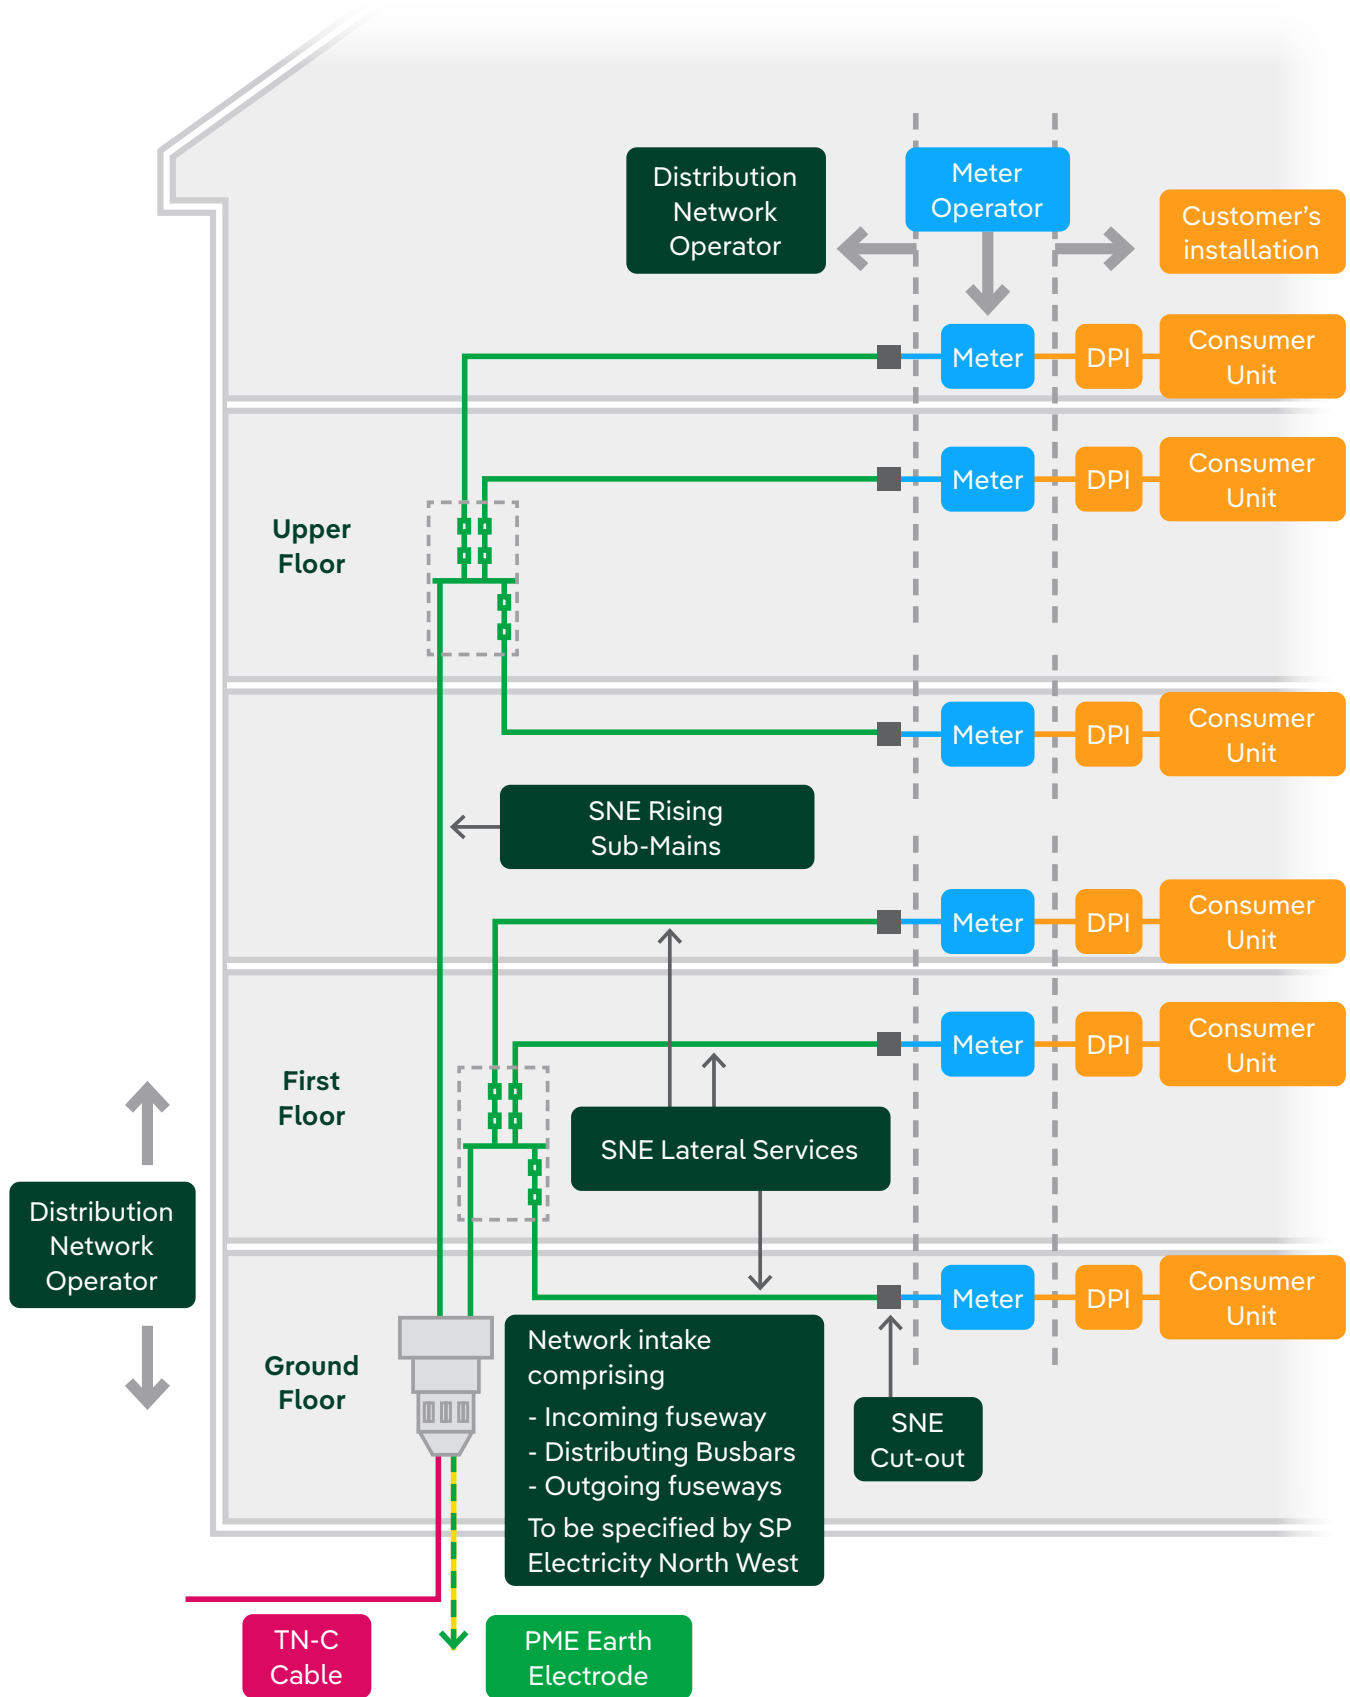 Distribution
Network
Operator
Meter
Operator
Customer's
installation
Meter
DPI
Consumer
Unit
Meter
DPI
Consumer
Unit
Upper
Floor
Meter
DPI
Consumer
Unit
SNE Rising
Sub-Mains
Meter
DPI
Consumer
Unit
First
Floor
Meter
DPI
Consumer
Unit
SNE Lateral Services
Distribution
Network
Operator
Meter
DPI
Consumer
Unit
Ground
Floor
Network intake
comprising
- Incoming fuseway
- Distributing Busbars
- Outgoing fuseways
To be specified by SP
Electricity North West
SNE
Cut-out
TN-C
Cable
PME Earth
Electrode